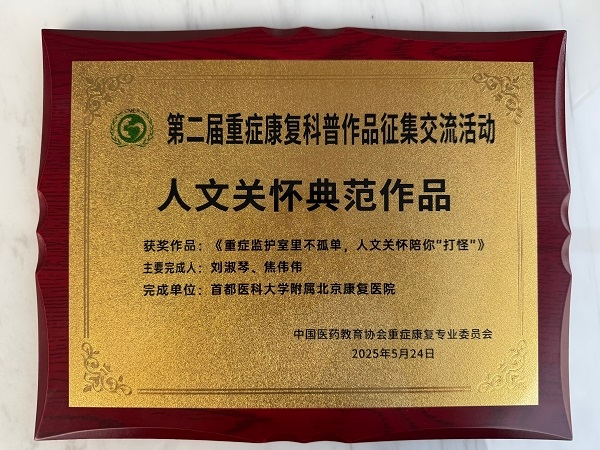 第二届重症康复科普作品征集交流活动
人文关怀典范作品
获奖作品：《重症监护室里不孤单，人文关怀陪你“打怪”》
主要完成人：刘淑琴、焦伟伟
完成单位：首都医科大学附属北京康复医院
中国医药教育协会重症康复专业委员会
2025年5月24日